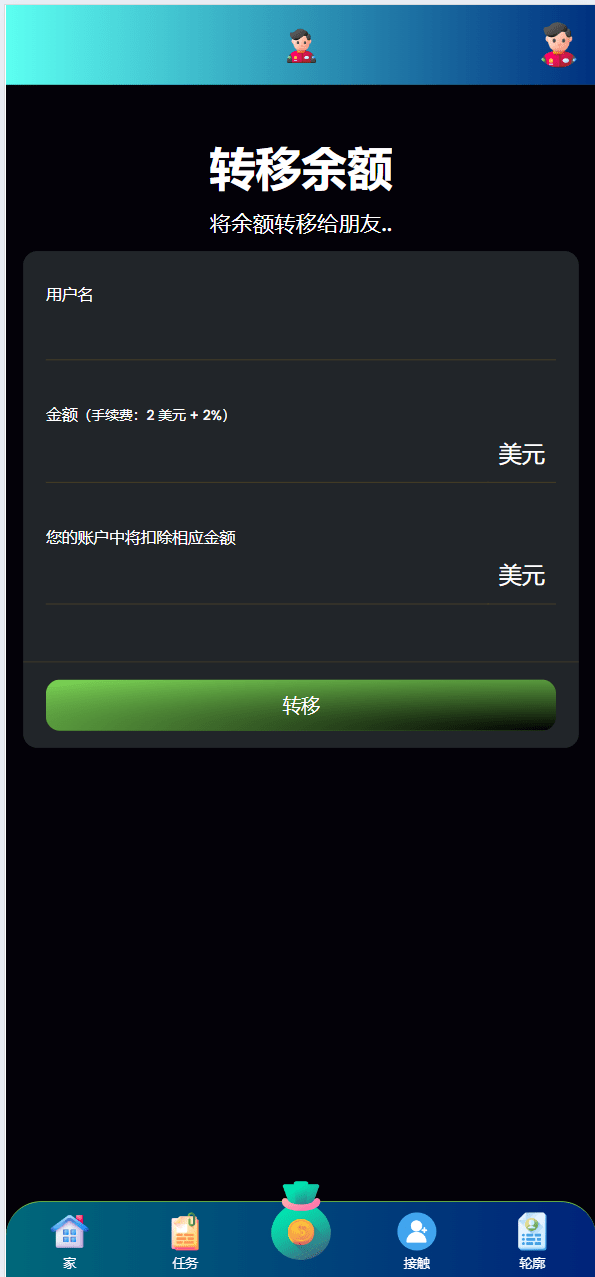 转移余额
将余额转移给朋友..
用户名
金额（手续费：2 美元 + 2%）
美元
您的账户中将扣除相应金额
美元
转移
家
任务
接触
轮廓